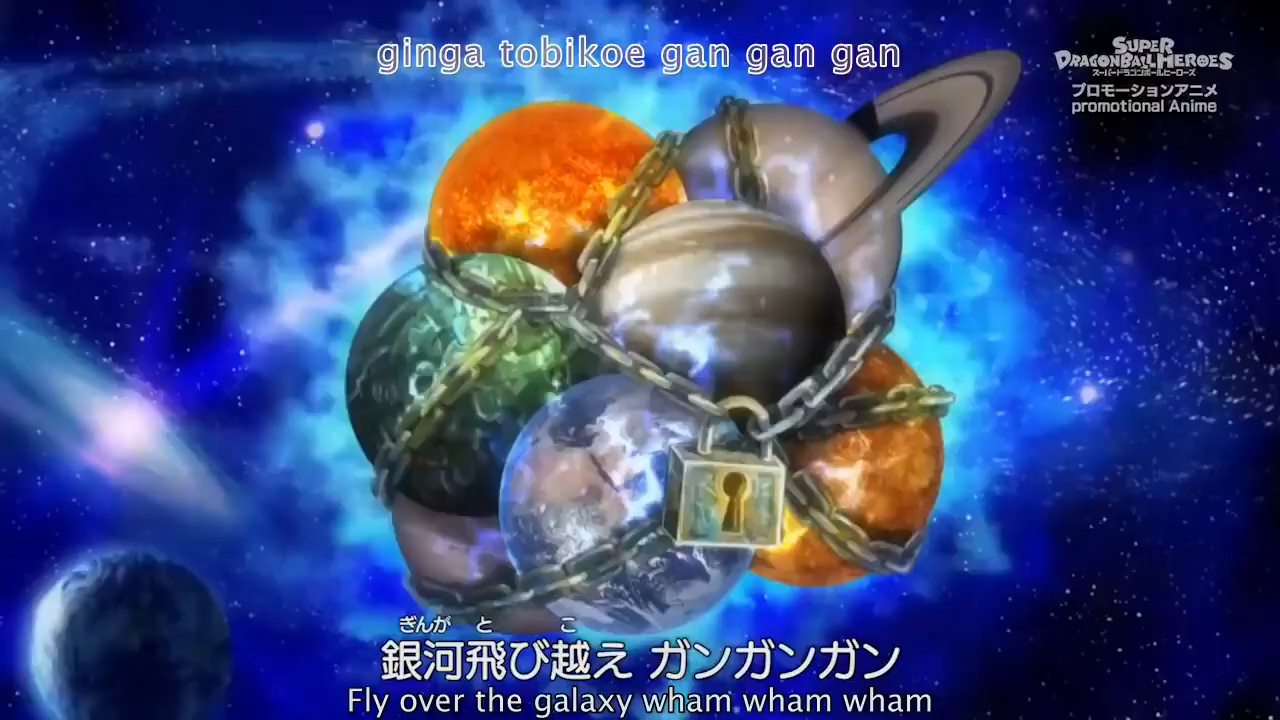 ginga tobikoe gan gan gan
SUPER
DRAGONBALL HEROES
スーパードラゴンボールヒーローズ
プロモーションアニメ
promotional Anime
ぎんが と こ
銀河飛び越え ガンガンガン
Fly over the galaxy wham wham wham